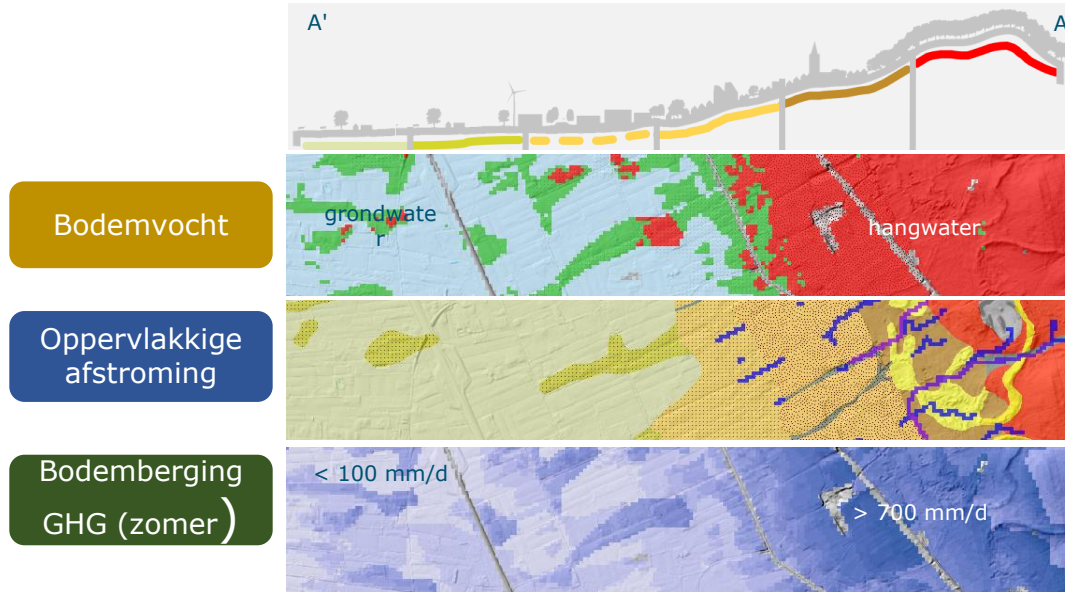 A'
A
Bodemvocht
grondwate
r
hangwater
Oppervlakkige
afstroming
Bodemberging
GHG (zomer)
< 100 mm/d
> 700 mm/d